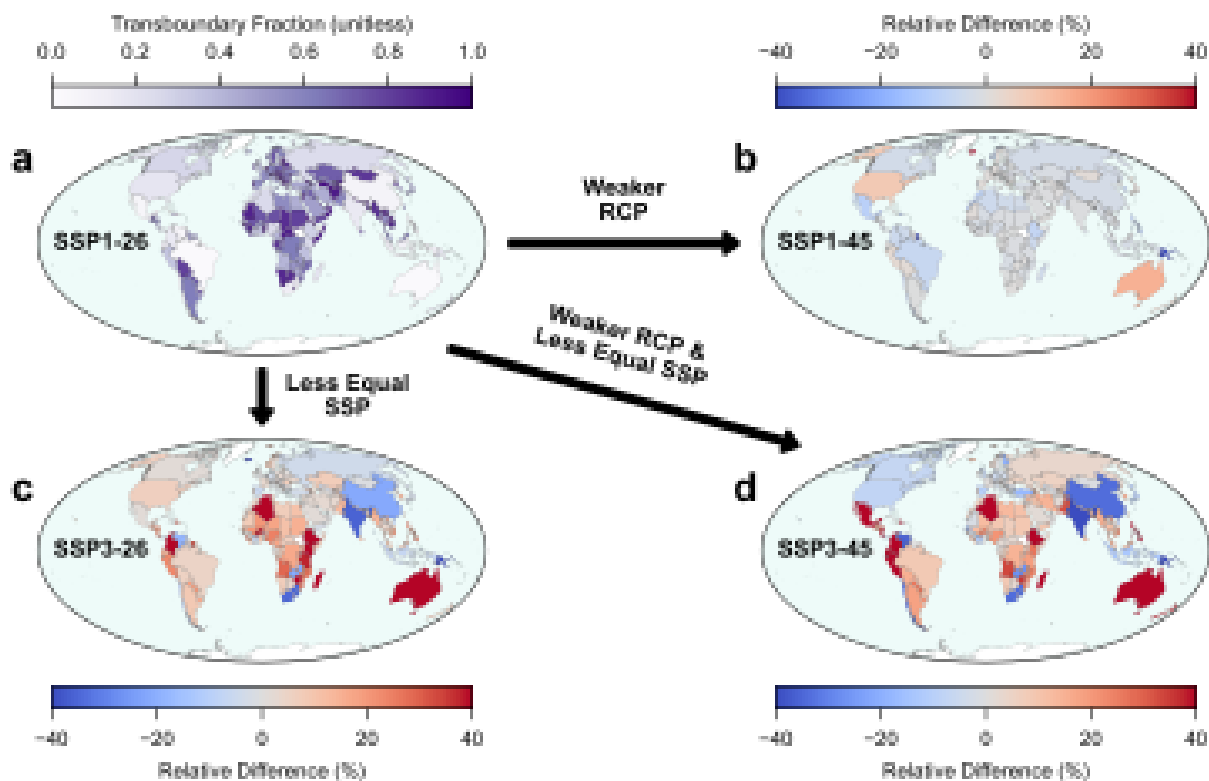 Transboundary Fraction (unitless)
0.0 0.2 0.4 0.6 0.8 1.0
Relative Difference (%)
−40 −20 0 20 40
a
SSP1-26
Weaker
RCP
b
SSP1-45
Weaker RCP &
Less Equal SSP
Less Equal
SSP
c
SSP3-26
d
SSP3-45
−40 −20 0 20 40
Relative Difference (%)
−40 −20 0 20 40
Relative Difference (%)